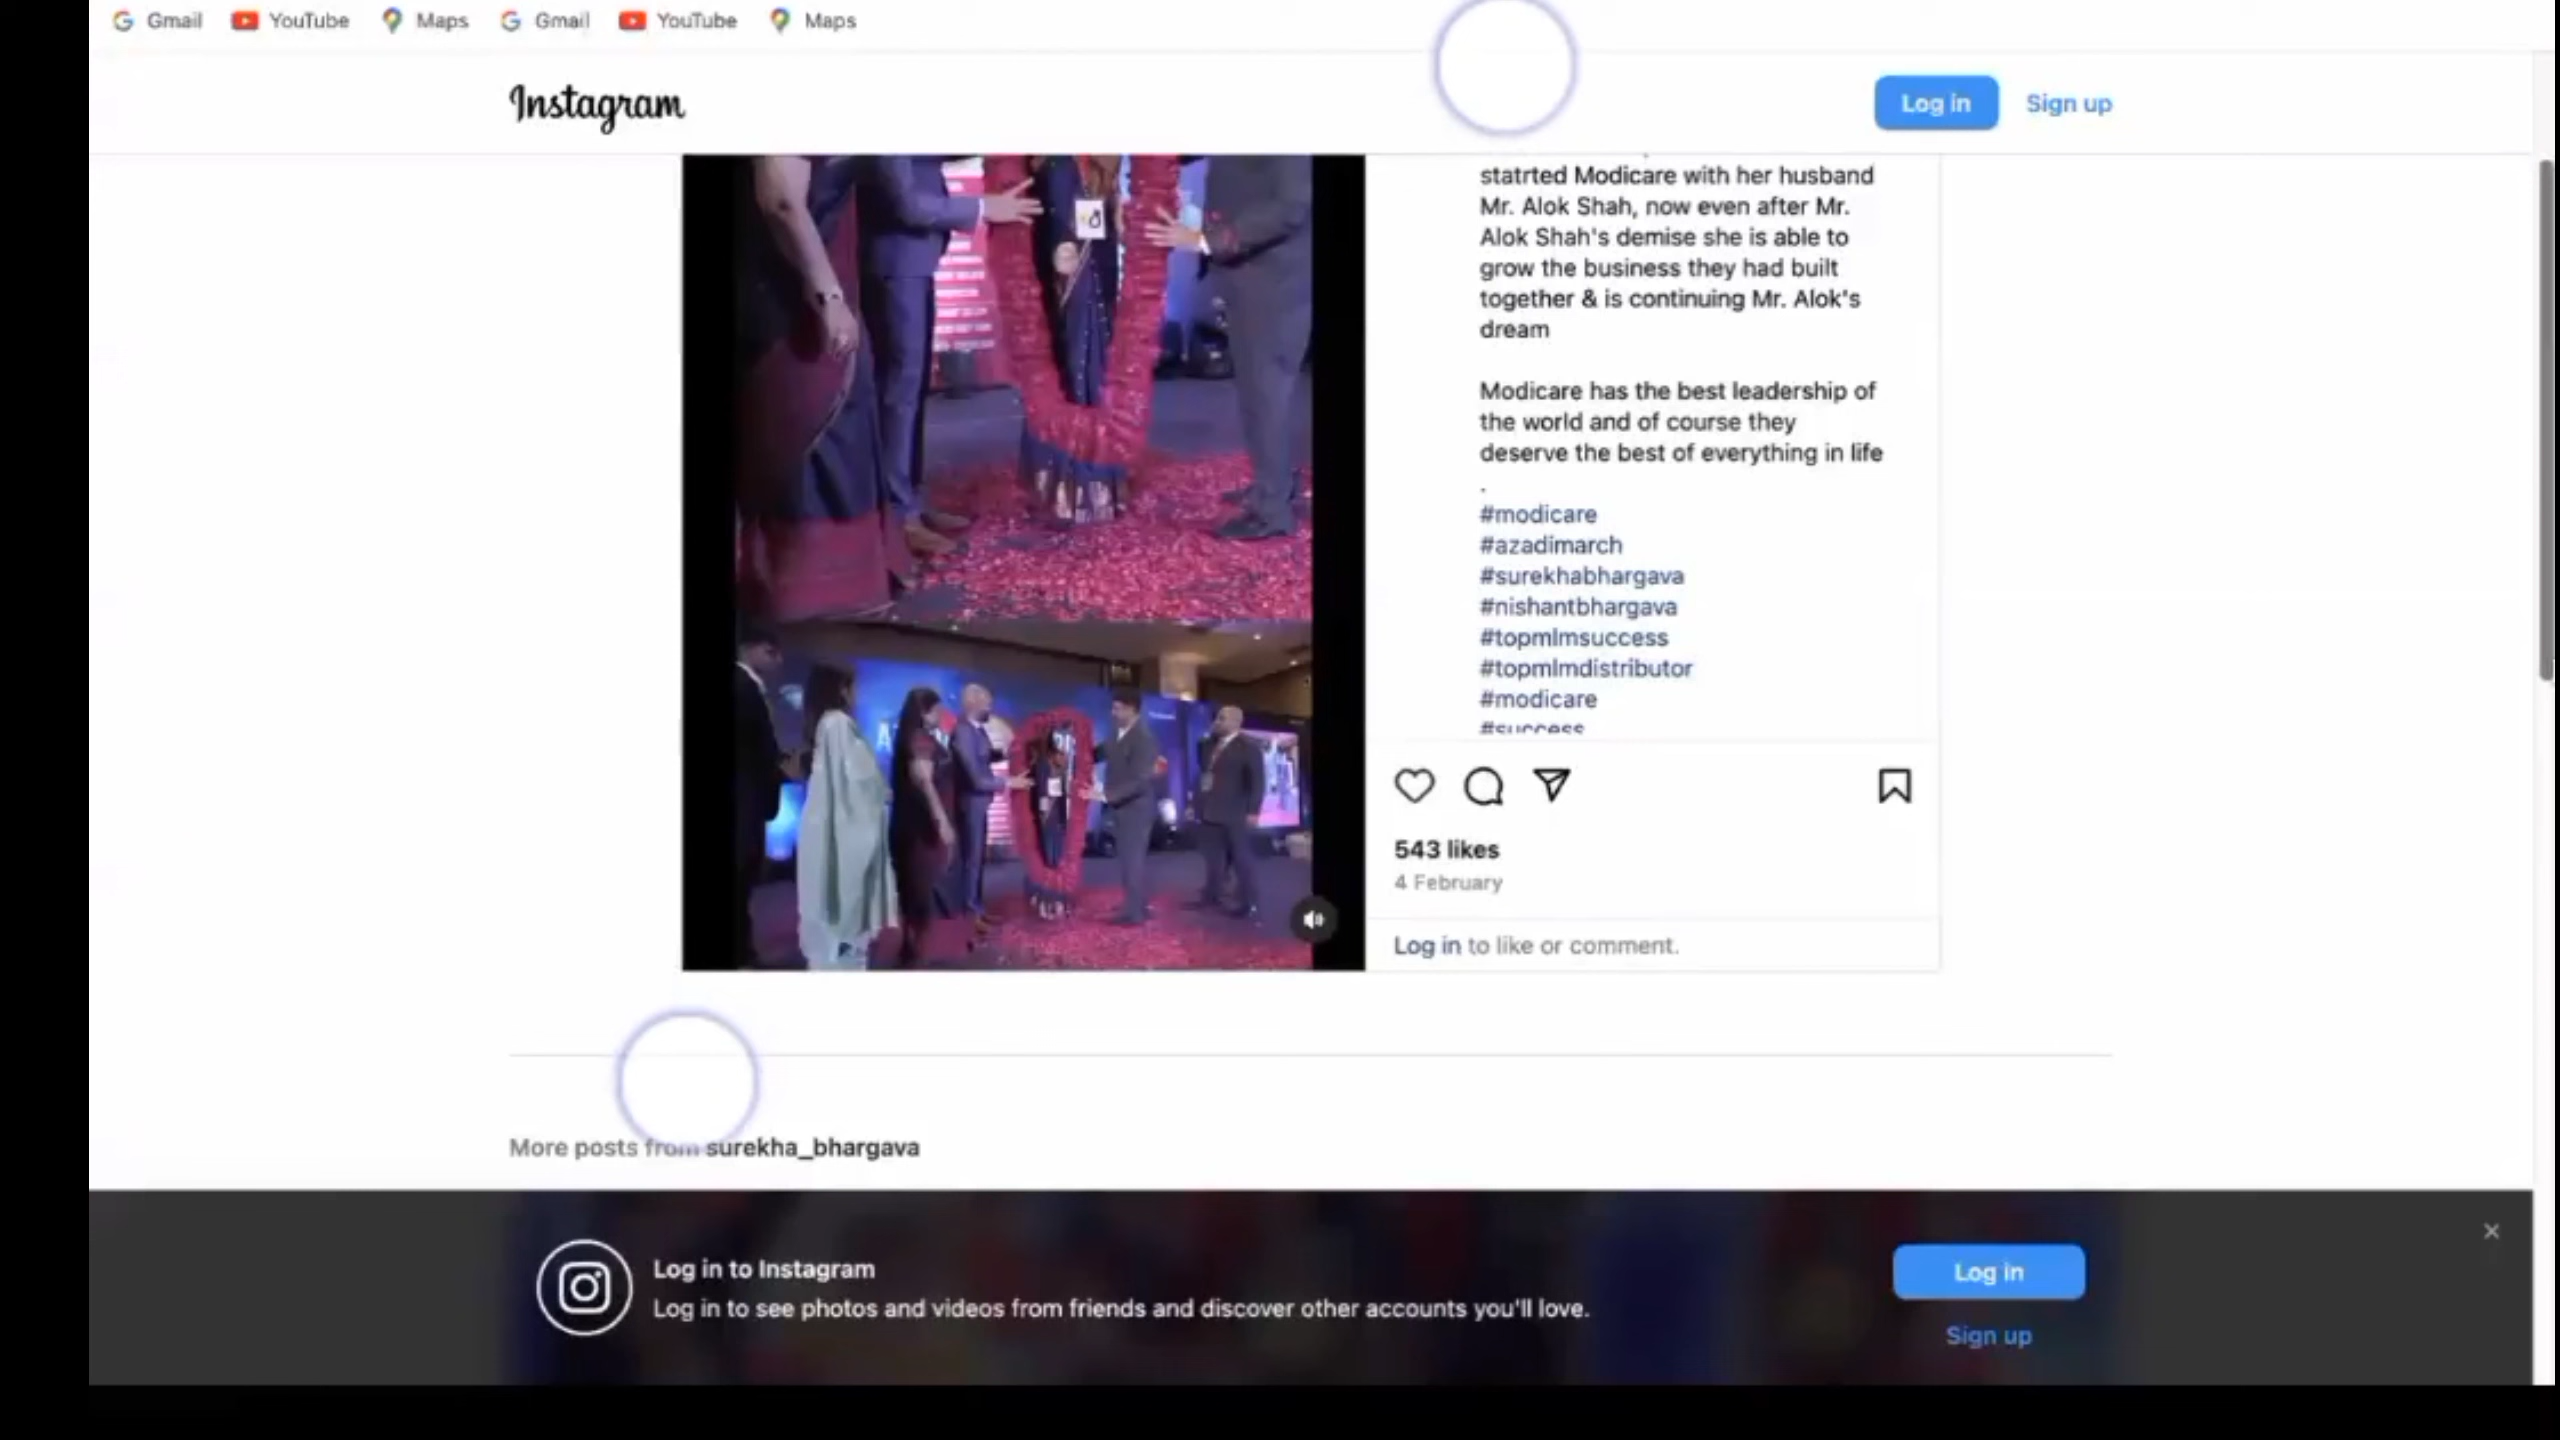 Gmail YouTube Maps Gmail YouTube Maps
Instagram
Log in Sign up
statrted Modicare with her husband
Mr. Alok Shah, now even after Mr.
Alok Shah's demise she is able to
grow the business they had built
together & is continuing Mr. Alok's
dream
Modicare has the best leadership of
the world and of course they
deserve the best of everything in life
.
#modicare
#azadimarch
#surekhabhargava
#nishantbhargava
#topmlmsuccess
#topmlmdistributor
#modicare
#success
543 likes
4 February
Log in to like or comment.
More posts from surekha_bhargava
Log in to Instagram
Log in to see photos and videos from friends and discover other accounts you'll love.
Log in
Sign up